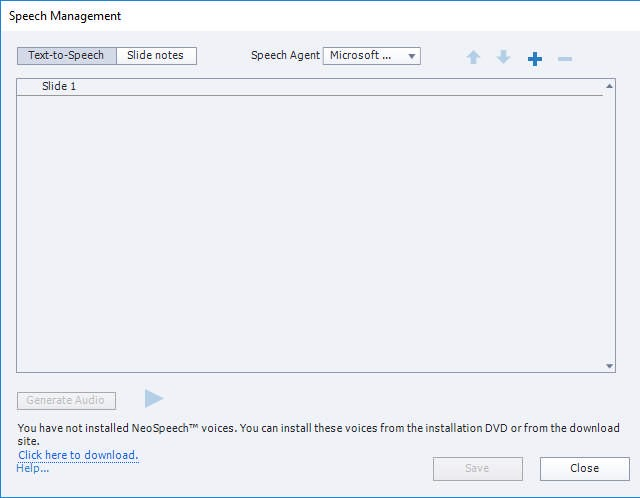 Speech Management
Text-to-Speech Slide notes Speech Agent Microsoft ...
Slide 1
Generate Audio
You have not installed NeoSpeech™ voices. You can install these voices from the installation DVD or from the download
site.
Click here to download.
Help...
Save Close